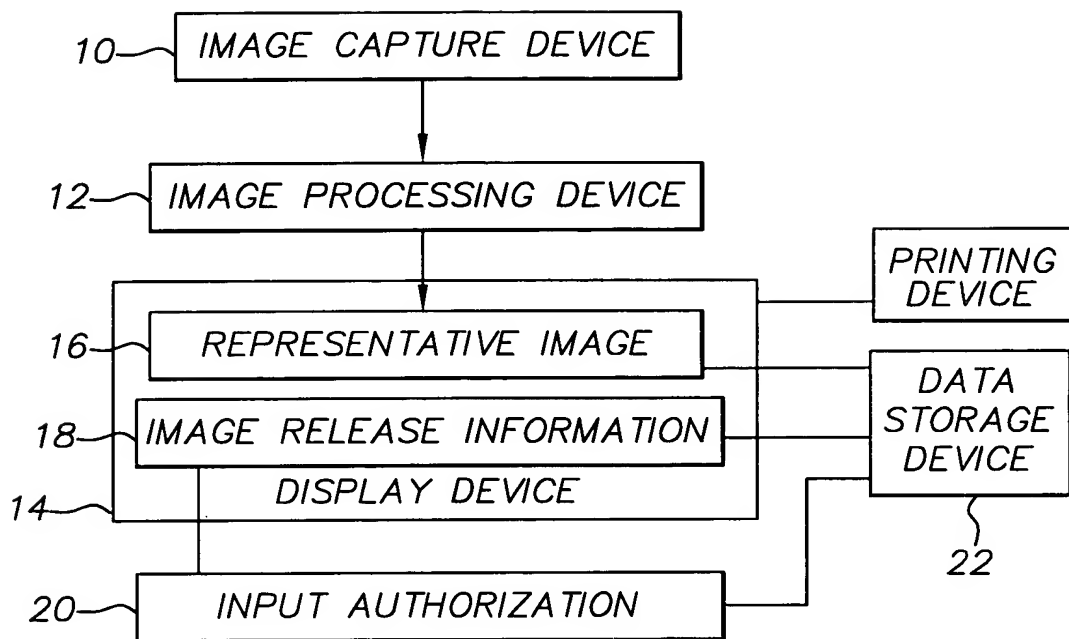 10 IMAGE CAPTURE DEVICE
12 IMAGE PROCESSING DEVICE
PRINTING
DEVICE
16 REPRESENTATIVE IMAGE
DATA
STORAGE
DEVICE
18 IMAGE RELEASE INFORMATION
14 DISPLAY DEVICE
22
20 INPUT AUTHORIZATION